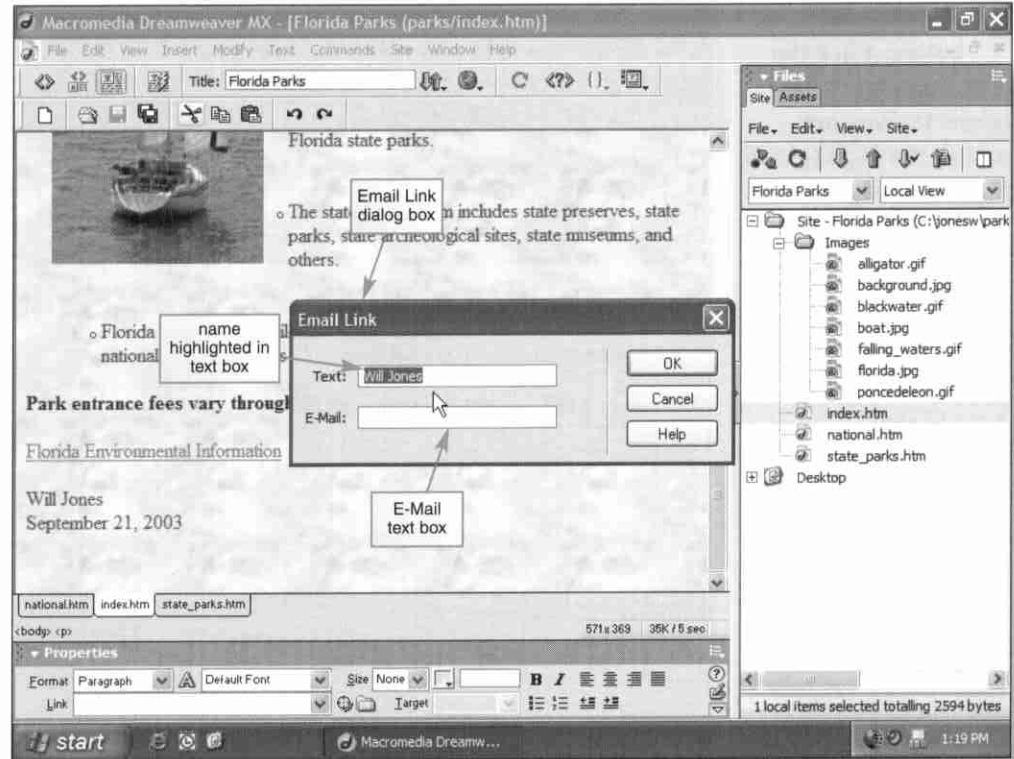 Macromedia Dreamweaver MX - [Florida Parks (parks/index.htm)]
File Edit View Insert Modify Text Commands Site Window Help
Title: Florida Parks
Florida state parks.
Email Link
dialog box
The stat m includes state preserves, state
parks, state archeological sites, state museums, and
others.
Florida
national
name
highlighted in
text box
Email Link
Text: Will Jones
E-Mail:
OK
Cancel
Help
Park entrance fees vary throug
Florida Environmental Information
E-Mail
text box
Will Jones
September 21, 2003
national.htm index.htm state_parks.htm
<body> <p>
571 x 369 35K / 5 sec
Properties
Format Paragraph Default Font Size None B I
Link Target
Files
Site Assets
File Edit View Site
Florida Parks Local View
Site - Florida Parks (C:\jonesw\park
Images
alligator.gif
background.jpg
blackwater.gif
boat.jpg
falling_waters.gif
florida.jpg
poncedeleon.gif
index.htm
national.htm
state_parks.htm
Desktop
1 local items selected totalling 2594 bytes
start
Macromedia Dreamw...
1:19 PM